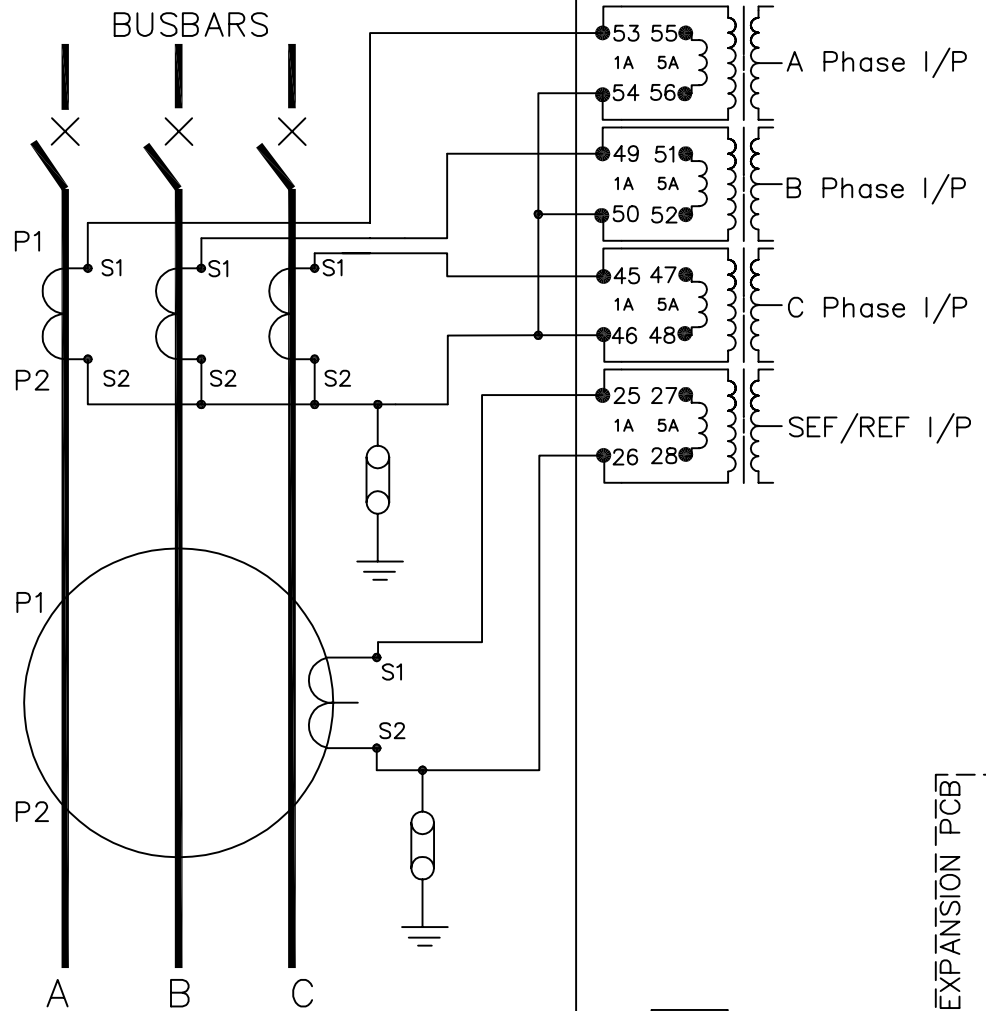 BUSBARS
53 55
1A 5A
54 56
A Phase I/P
49 51
1A 5A
50 52
B Phase I/P
45 47
1A 5A
46 48
C Phase I/P
25 27
1A 5A
26 28
SEF/REF I/P
P1
S1 S1 S1
P2
S2 S2 S2
P1
S1
S2
P2
A B C
EXPANSION PCB